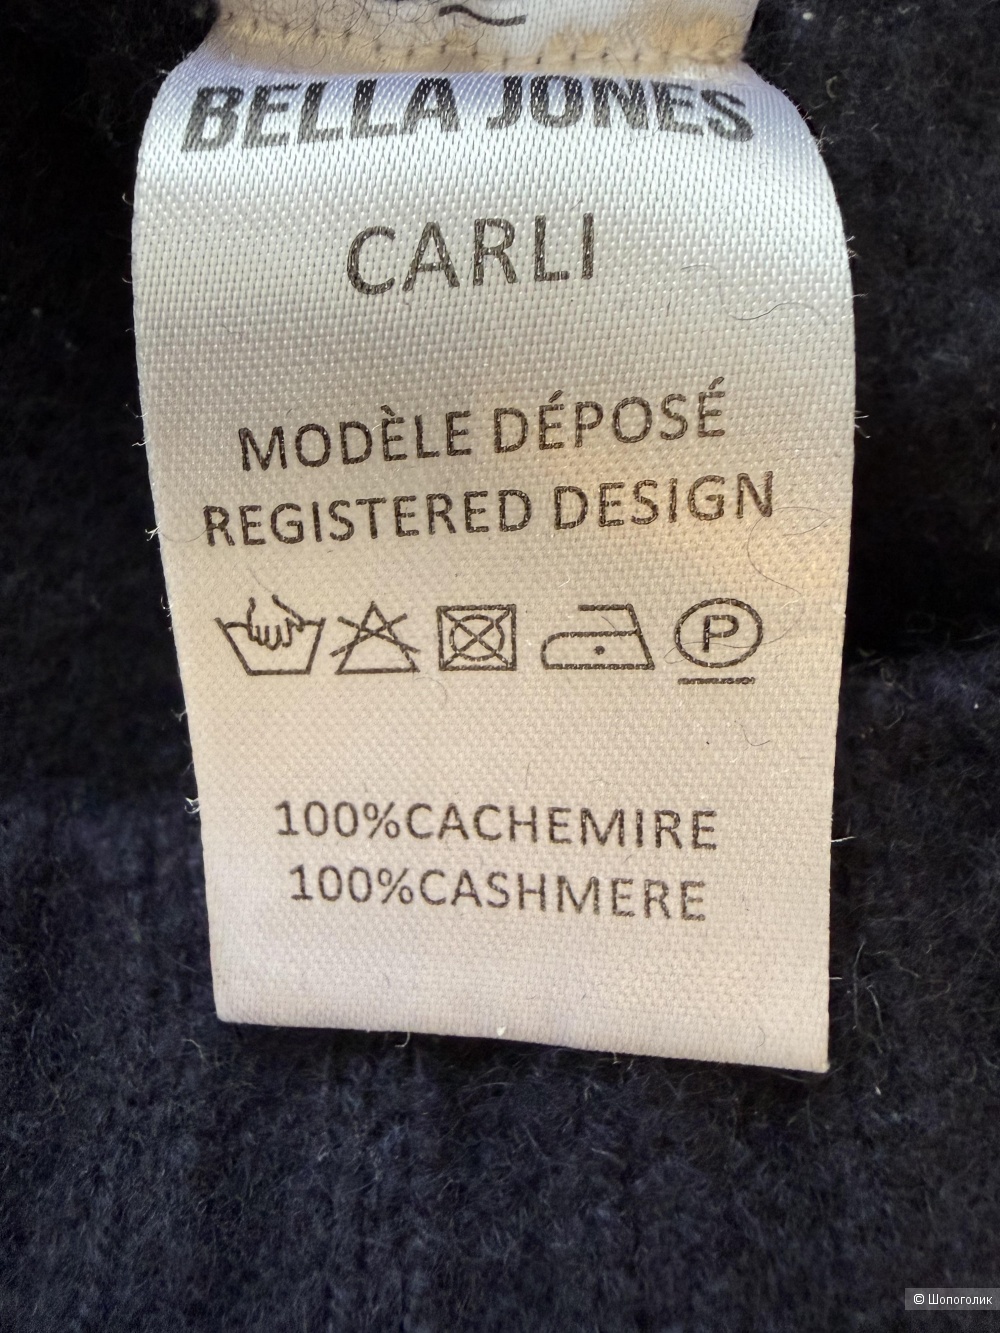 BELLA JONES
CARLI
MODÈLE DÉPOSÉ
REGISTERED DESIGN
P
100%CACHEMIRE
100%CASHMERE
© Шопоголик